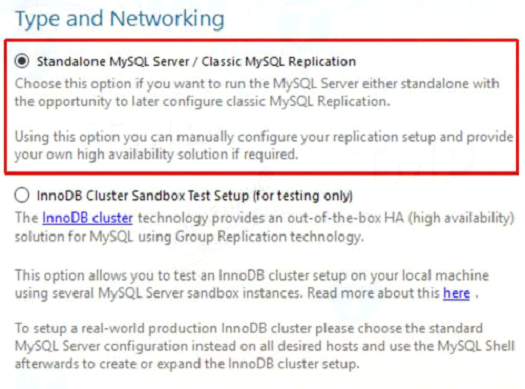 Type and Networking
Standalone MySQL Server / Classic MySQL Replication
Choose this option if you want to run the MySQL Server either standalone with
the opportunity to later configure classic MySQL Replication.
Using this option you can manually configure your replication setup and provide
your own high availability solution if required.
InnoDB Cluster Sandbox Test Setup (for testing only)
The InnoDB cluster technology provides an out-of-the-box HA (high availability)
solution for MySQL using Group Replication technology.
This option allows you to test an InnoDB cluster setup on your local machine
using several MySQL Server sandbox instances. Read more about this here .
To setup a real-world production InnoDB cluster please choose the standard
MySQL Server configuration instead on all desired hosts and use the MySQL Shell
afterwards to create or expand the InnoDB cluster setup.